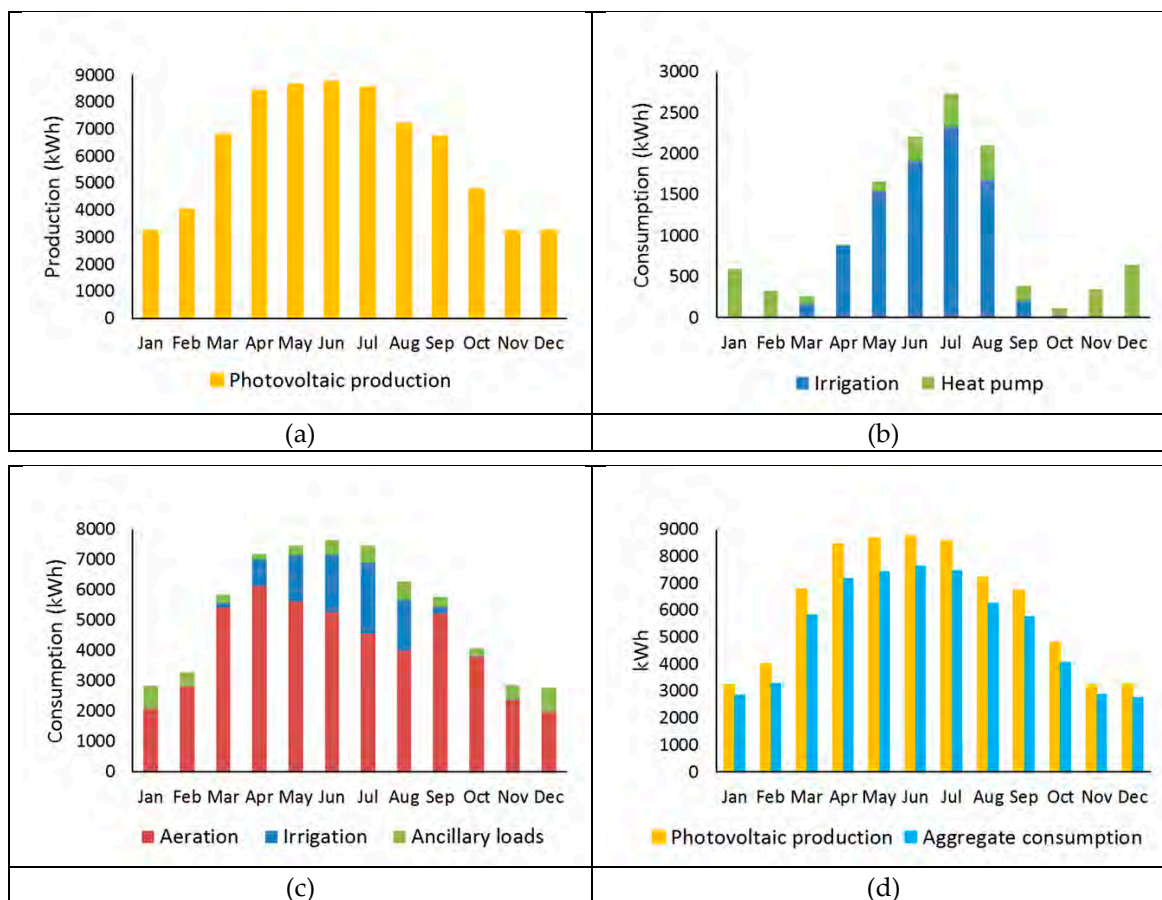 9000
8000
7000
6000
5000
4000
3000
2000
1000
0
Production (kWh)
Jan Feb Mar Apr May Jun Jul Aug Sep Oct Nov Dec
Photovoltaic production
(a)
3000
2500
2000
1500
1000
500
0
Consumption (kWh)
Jan Feb Mar Apr May Jun Jul Aug Sep Oct Nov Dec
Irrigation Heat pump
(b)
8000
7000
6000
5000
4000
3000
2000
1000
0
Consumption (kWh)
Jan Feb Mar Apr May Jun Jul Aug Sep Oct Nov Dec
Aeration Irrigation Ancillary loads
(c)
9000
8000
7000
6000
5000
4000
3000
2000
1000
0
kWh
Jan Feb Mar Apr May Jun Jul Aug Sep Oct Nov Dec
Photovoltaic production Aggregate consumption
(d)